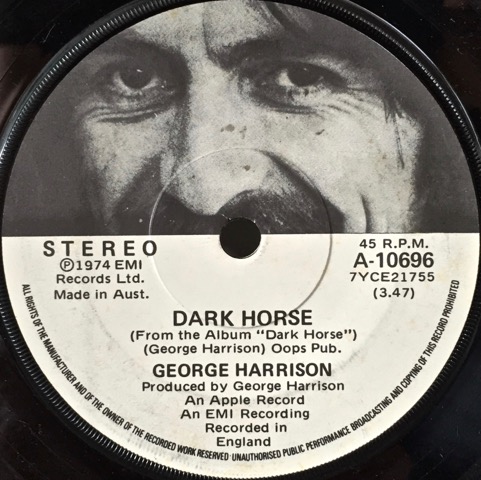 STEREO
Ⓟ1974 EMI
Records Ltd.
Made in Aust.
45 R.P.M.
A-10696
7YCE21755
(3.47)
DARK HORSE
(From the Album "Dark Horse")
(George Harrison) Oops Pub.
GEORGE HARRISON
Produced by George Harrison
An Apple Record
An EMI Recording
Recorded in
England
ALL RIGHTS OF THE MANUFACTURER AND OF THE OWNER OF THE RECORDED WORK RESERVED UNAUTHORISED PUBLIC PERFORMANCE BROADCASTING AND COPYING OF THIS RECORD PROHIBITED